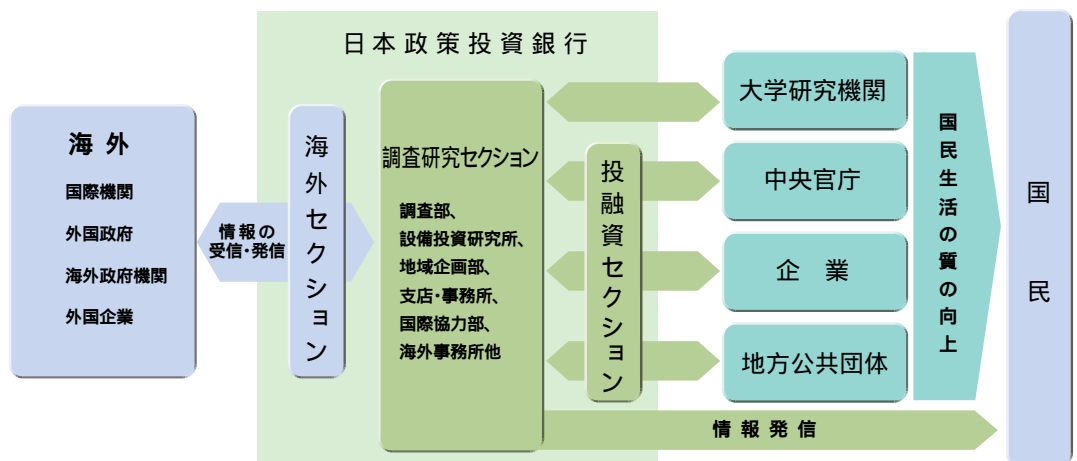 日本政策投資銀行
海外
国際機関
外国政府
海外政府機関
外国企業
情報の
受信・発信
海外セクション
調査研究セクション
調査部、
設備投資研究所、
地域企画部、
支店・事務所、
国際協力部、
海外事務所他
投融資セクション
大学研究機関
中央官庁
企業
地方公共団体
国民生活の質の向上
国民
情報発信